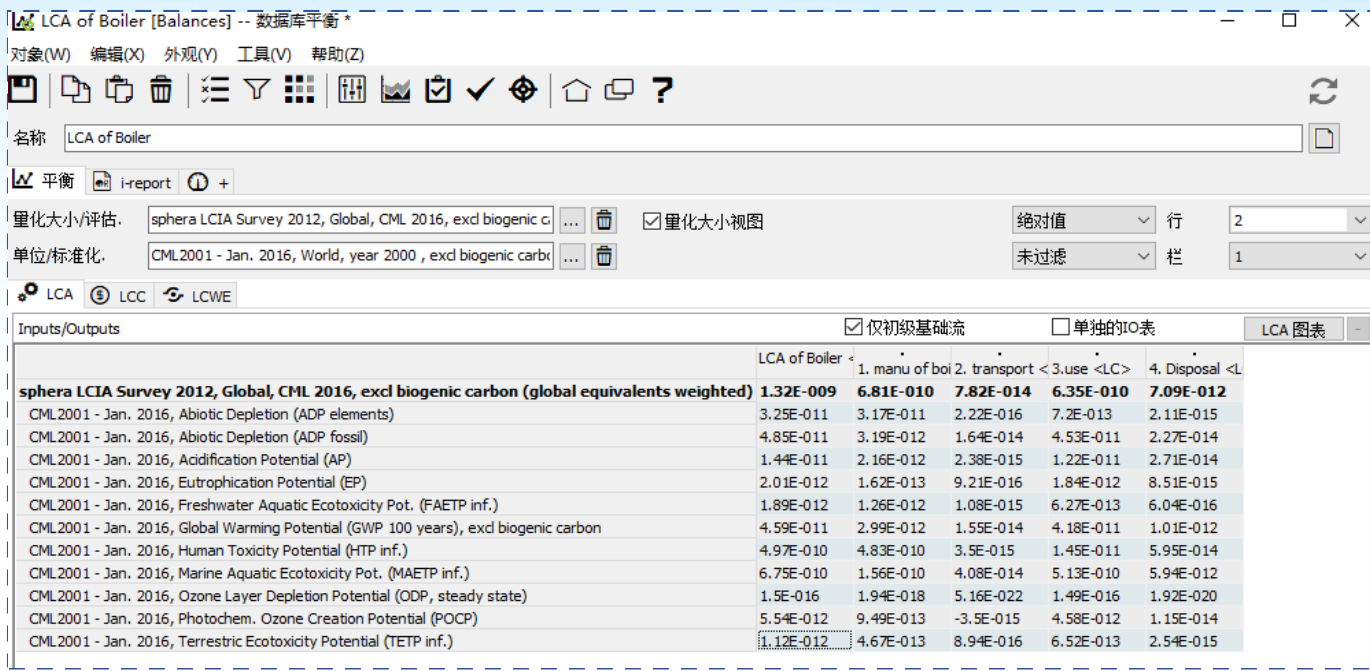 LCA of Boiler [Balances] -- 数据库平衡 *
对象(W) 编辑(X) 外观(Y) 工具(V) 帮助(Z)
名称 LCA of Boiler
平衡 i-report +
量化大小/评估. sphera LCIA Survey 2012, Global, CML 2016, excl biogenic c ... 量化大小视图 绝对值 行 2
单位/标准化. CML2001 - Jan. 2016, World, year 2000 , excl biogenic carb ... 未过滤 栏 1
LCA LCC LCWE
Inputs/Outputs 仅初级基础流 单独的IO表 LCA 图表 -
LCA of Boiler < 1. manu of boi 2. transport < 3.use <LC> 4. Disposal <L
sphera LCIA Survey 2012, Global, CML 2016, excl biogenic carbon (global equivalents weighted) 1.32E-009 6.81E-010 7.82E-014 6.35E-010 7.09E-012
CML2001 - Jan. 2016, Abiotic Depletion (ADP elements) 3.25E-011 3.17E-011 2.22E-016 7.2E-013 2.11E-015
CML2001 - Jan. 2016, Abiotic Depletion (ADP fossil) 4.85E-011 3.19E-012 1.64E-014 4.53E-011 2.27E-014
CML2001 - Jan. 2016, Acidification Potential (AP) 1.44E-011 2.16E-012 2.38E-015 1.22E-011 2.71E-014
CML2001 - Jan. 2016, Eutrophication Potential (EP) 2.01E-012 1.62E-013 9.21E-016 1.84E-012 8.51E-015
CML2001 - Jan. 2016, Freshwater Aquatic Ecotoxicity Pot. (FAETP inf.) 1.89E-012 1.26E-012 1.08E-015 6.27E-013 6.04E-016
CML2001 - Jan. 2016, Global Warming Potential (GWP 100 years), excl biogenic carbon 4.59E-011 2.99E-012 1.55E-014 4.18E-011 1.01E-012
CML2001 - Jan. 2016, Human Toxicity Potential (HTP inf.) 4.97E-010 4.83E-010 3.5E-015 1.45E-011 5.95E-014
CML2001 - Jan. 2016, Marine Aquatic Ecotoxicity Pot. (MAETP inf.) 6.75E-010 1.56E-010 4.08E-014 5.13E-010 5.94E-012
CML2001 - Jan. 2016, Ozone Layer Depletion Potential (ODP, steady state) 1.5E-016 1.94E-018 5.16E-022 1.49E-016 1.92E-020
CML2001 - Jan. 2016, Photochem. Ozone Creation Potential (POCP) 5.54E-012 9.49E-013 -3.5E-015 4.58E-012 1.15E-014
CML2001 - Jan. 2016, Terrestric Ecotoxicity Potential (TETP inf.) 1.12E-012 4.67E-013 8.94E-016 6.52E-013 2.54E-015